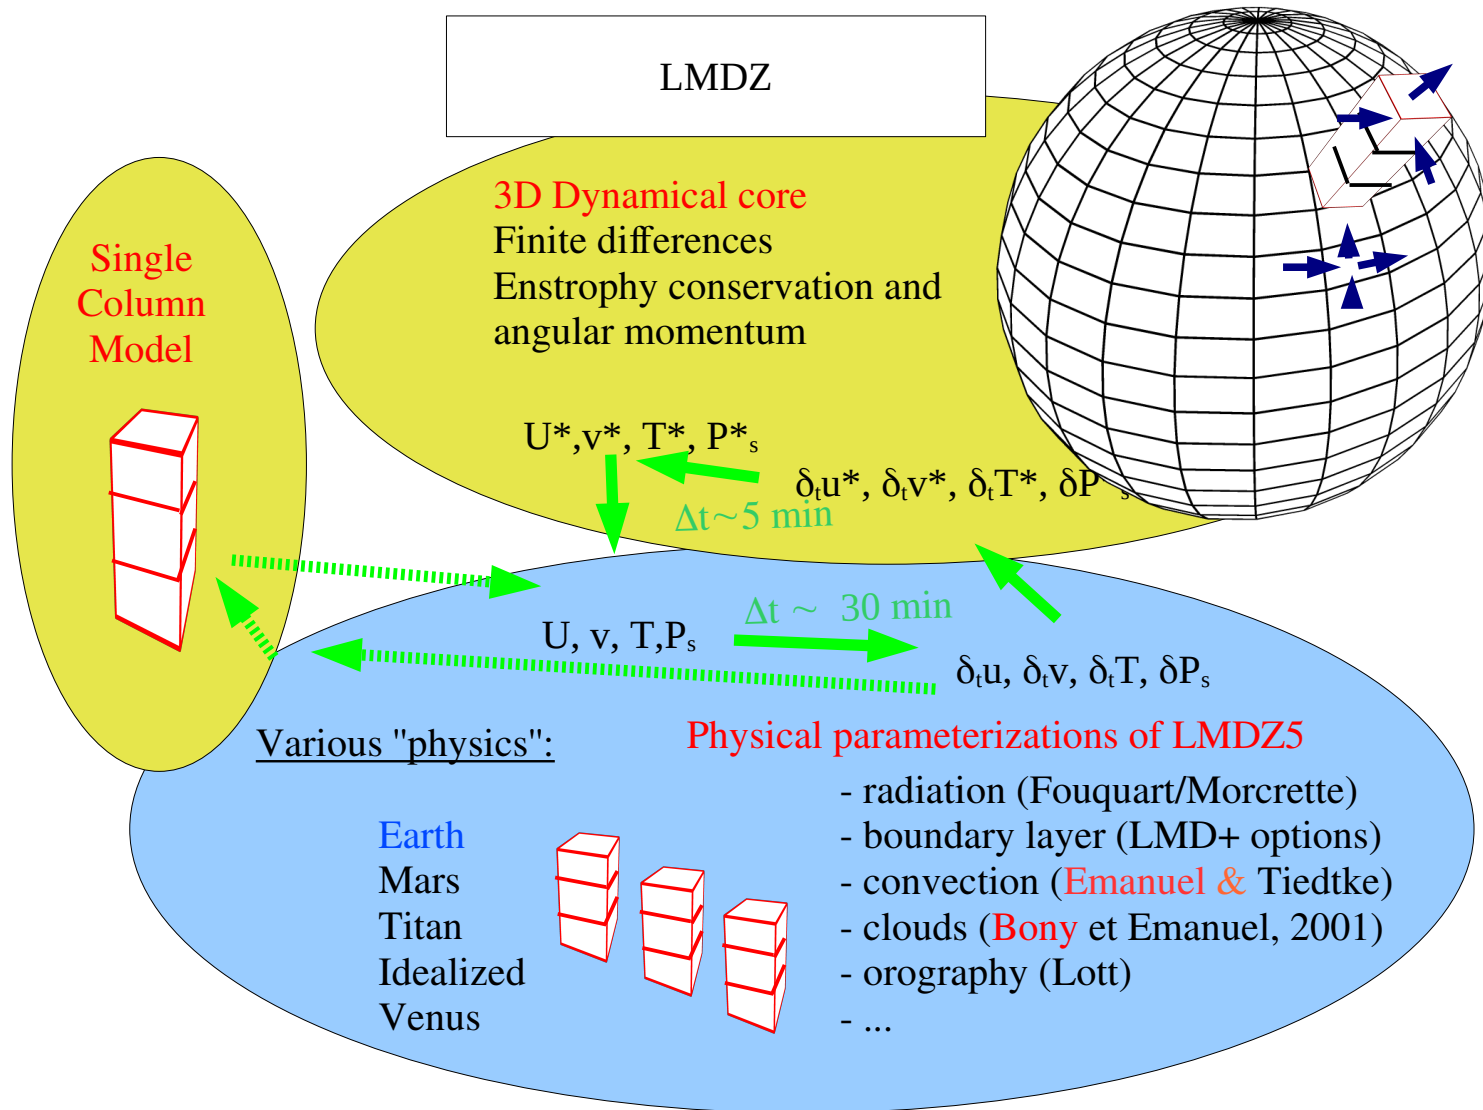 LMDZ
3D Dynamical core
Finite differences
Enstrophy conservation and
angular momentum
Single
Column
Model
U*,v*, T*, P*ₛ
δₜu*, δₜv*, δₜT*, δP*ₛ
Δt~5 min
Δt ~ 30 min
U, v, T,Pₛ
δₜu, δₜv, δₜT, δPₛ
Various "physics":
Earth
Mars
Titan
Idealized
Venus
Physical parameterizations of LMDZ5
- radiation (Fouquart/Morcrette)
- boundary layer (LMD+ options)
- convection (Emanuel & Tiedtke)
- clouds (Bony et Emanuel, 2001)
- orography (Lott)
- ...